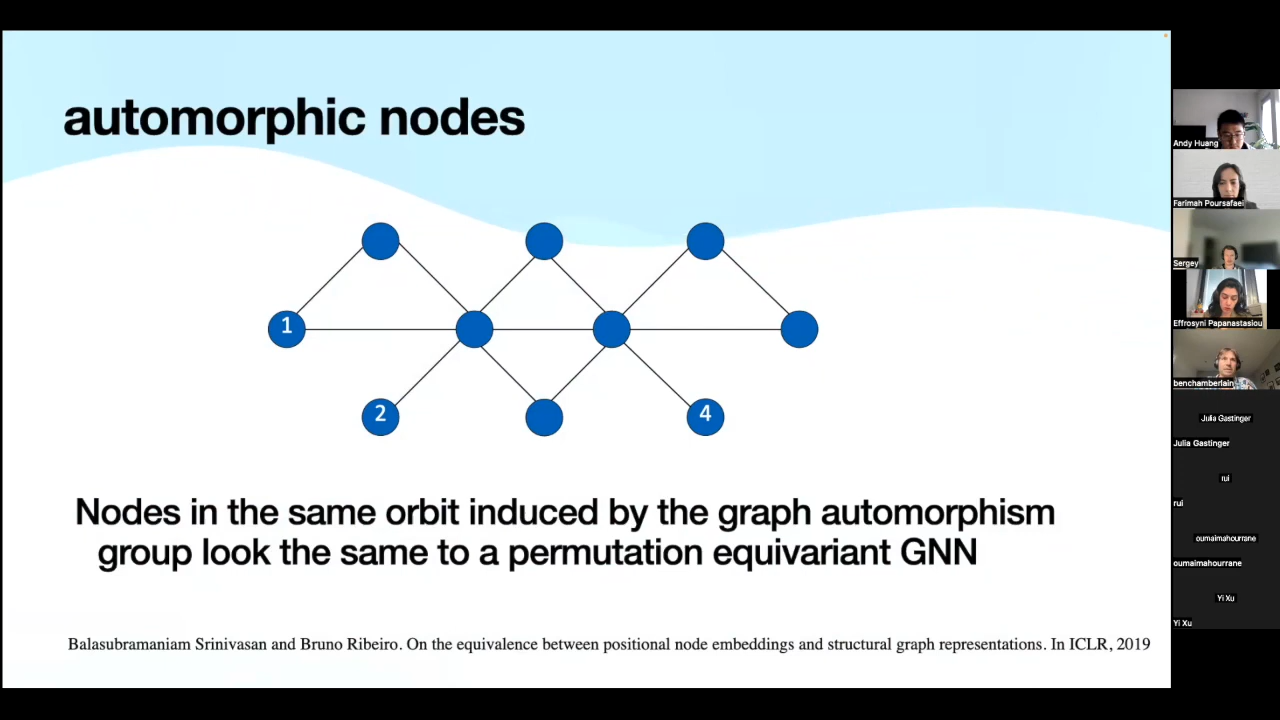 automorphic nodes
1
2
4
Nodes in the same orbit induced by the graph automorphism
group look the same to a permutation equivariant GNN
Balasubramaniam Srinivasan and Bruno Ribeiro. On the equivalence between positional node embeddings and structural graph representations. In ICLR, 2019
Andy Huang
Farimah Poursafaei
Sergey
Effrosyni Papanastasiou
benchamberlain
Julia Gastinger
Julia Gastinger
rui
rui
oumaimahourrane
oumaimahourrane
Yi Xu
Yi Xu